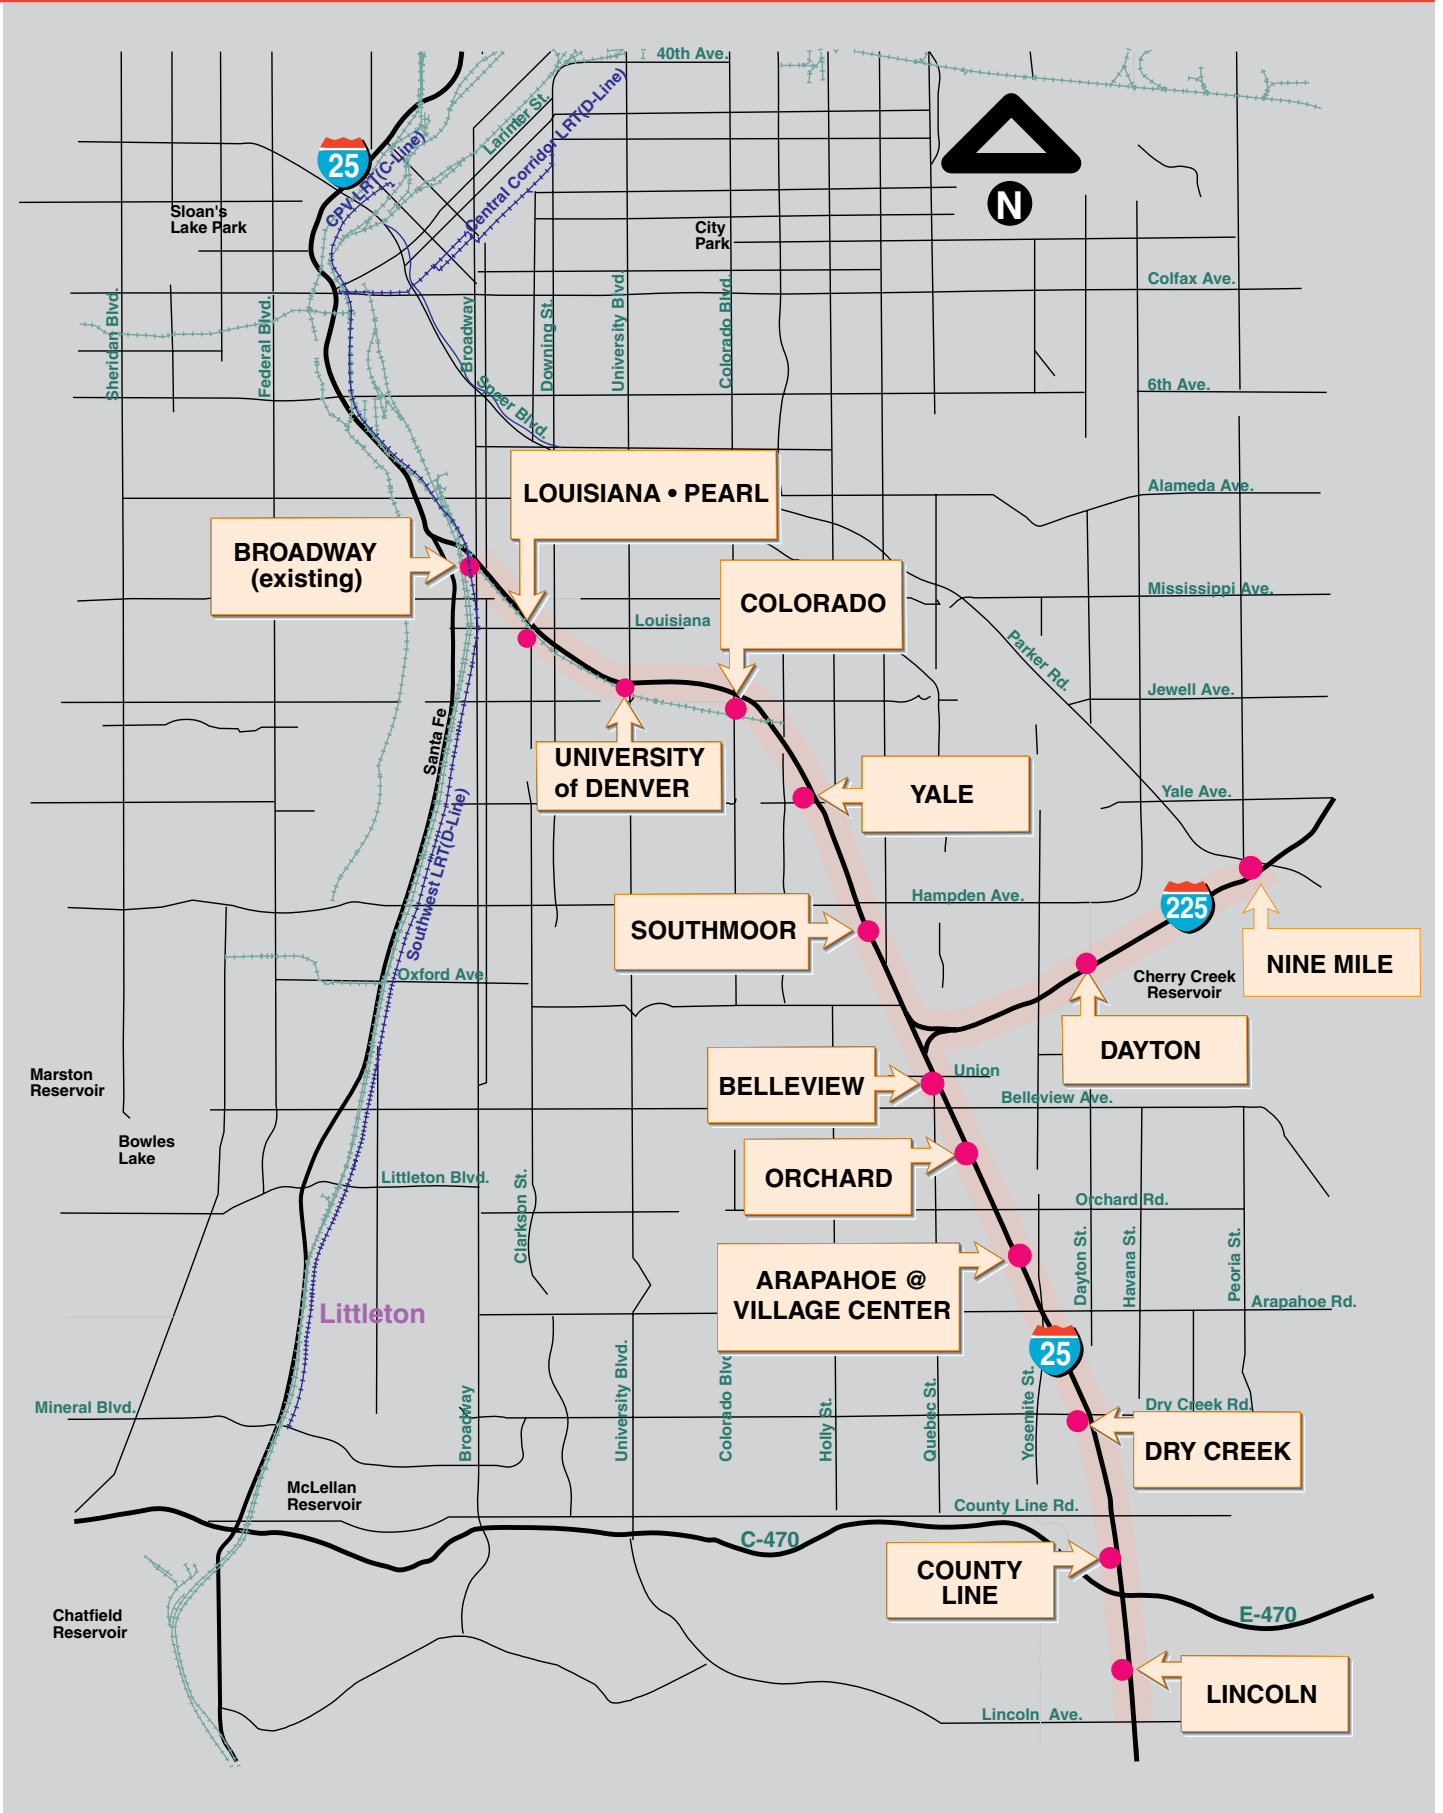 40th Ave.
Larimer St.
Central Corridor LRT(D-Line)
25
CPV LRT(C-Line)
N
Sloan's
Lake Park
City
Park
Colfax Ave.
Sheridan Blvd.
Federal Blvd.
Broadway
Downing St.
University Blvd.
Colorado Blvd.
6th Ave.
Speer Blvd.
LOUISIANA • PEARL
Alameda Ave.
BROADWAY
(existing)
COLORADO
Mississippi Ave.
Louisiana
Parker Rd.
Jewell Ave.
Santa Fe
UNIVERSITY
of DENVER
YALE
Yale Ave.
Southwest LRT(D-Line)
Hampden Ave.
225
SOUTHMOOR
NINE MILE
Oxford Ave.
Cherry Creek
Reservoir
DAYTON
Marston
Reservoir
BELLEVIEW
Union
Belleview Ave.
Bowles
Lake
ORCHARD
Littleton Blvd.
Clarkson St.
Orchard Rd.
Dayton St.
Havana St.
Peoria St.
ARAPAHOE @
VILLAGE CENTER
Littleton
Arapahoe Rd.
25
Mineral Blvd.
Broadway
University Blvd.
Colorado Blvd
Holly St.
Quebec St.
Yosemite St.
Dry Creek Rd.
DRY CREEK
McLellan
Reservoir
County Line Rd.
C-470
COUNTY
LINE
E-470
Chatfield
Reservoir
LINCOLN
Lincoln Ave.